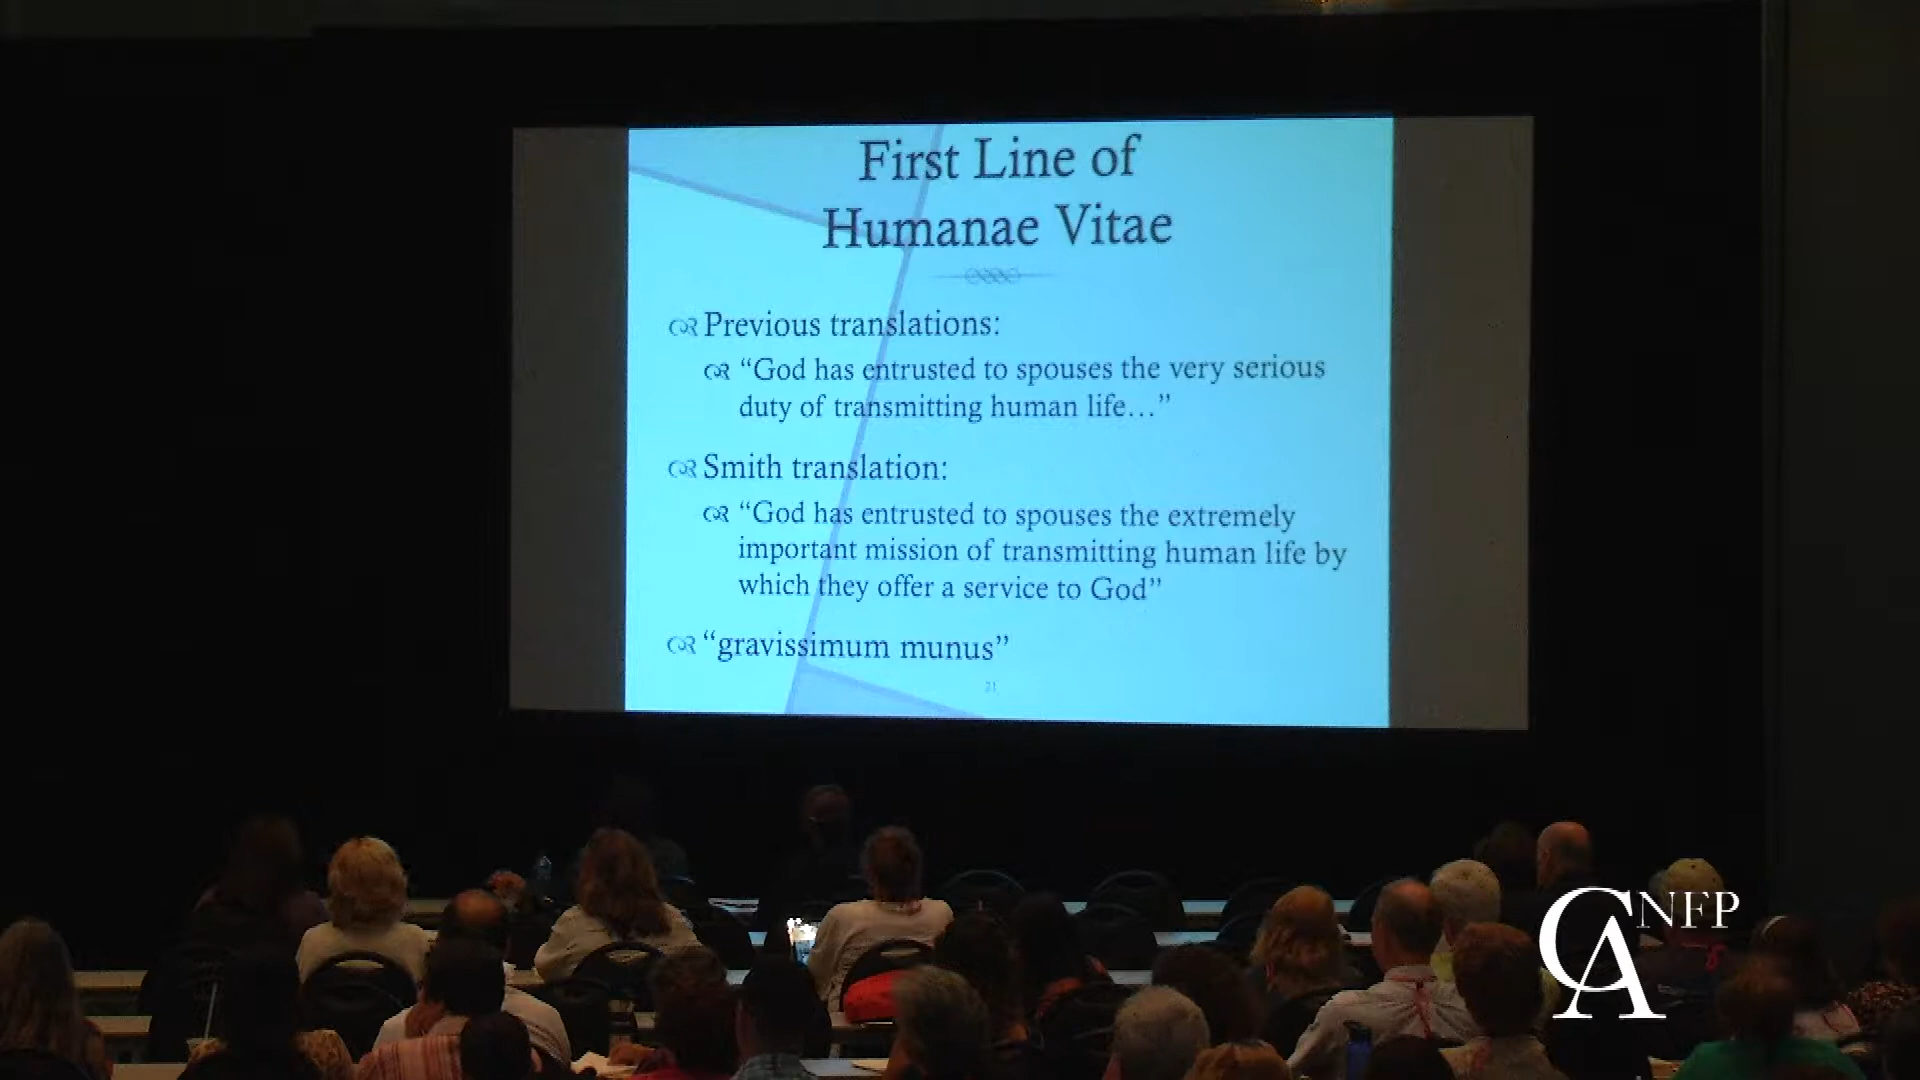 First Line of
Humanae Vitae
Previous translations:
“God has entrusted to spouses the very serious
duty of transmitting human life…”
Smith translation:
“God has entrusted to spouses the extremely
important mission of transmitting human life by
which they offer a service to God”
“gravissimum munus”
21
CANFP